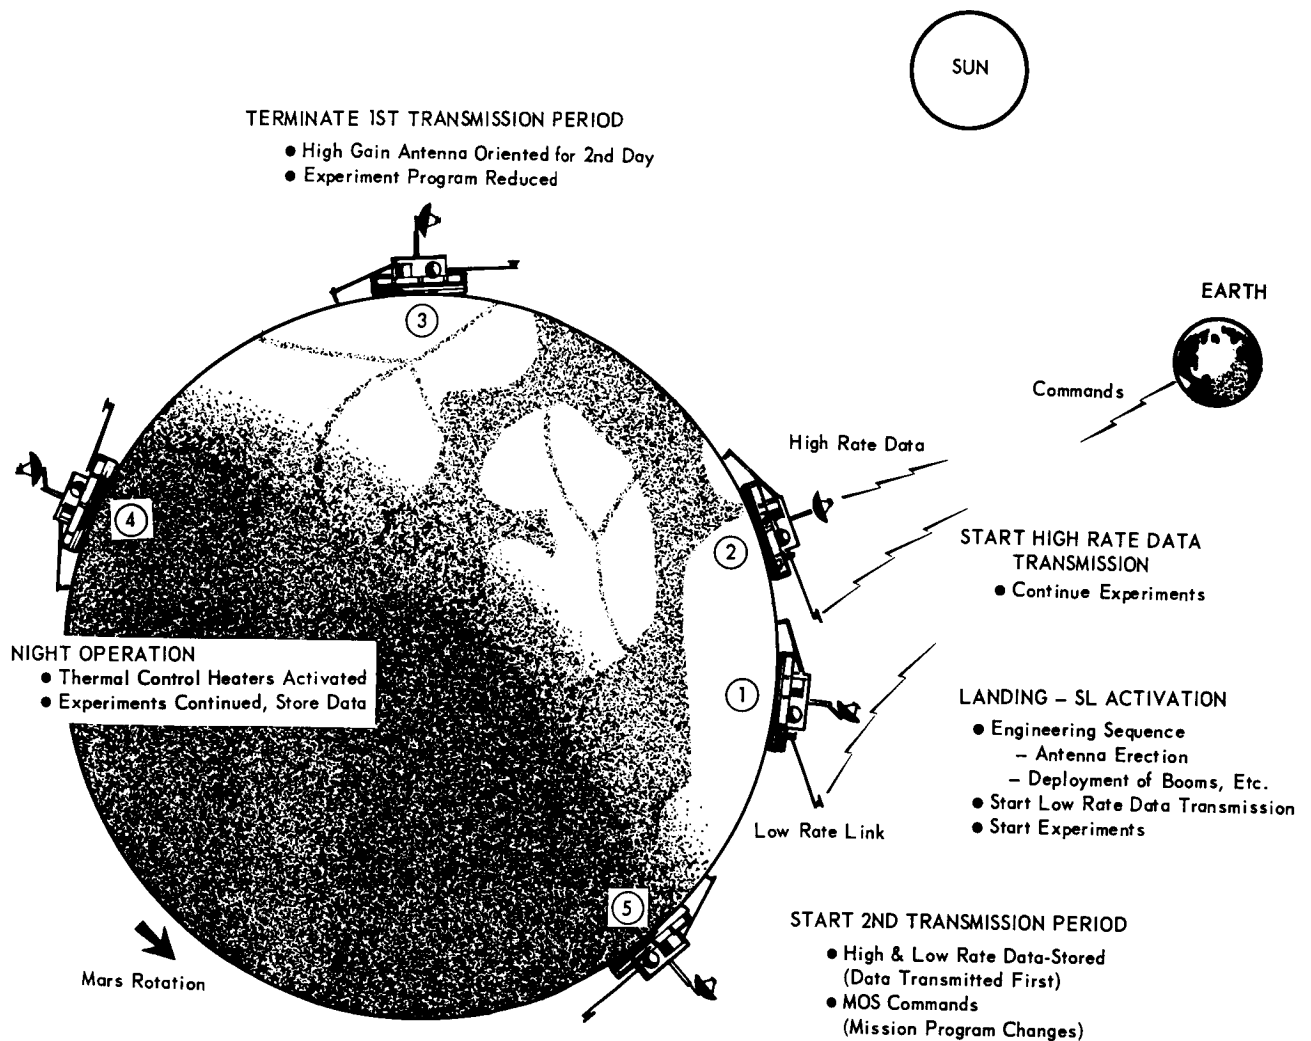 SUN
TERMINATE 1ST TRANSMISSION PERIOD
● High Gain Antenna Oriented for 2nd Day
● Experiment Program Reduced
EARTH
3
Commands
High Rate Data
4
2
START HIGH RATE DATA
TRANSMISSION
● Continue Experiments
NIGHT OPERATION
● Thermal Control Heaters Activated
● Experiments Continued, Store Data
1
LANDING – SL ACTIVATION
● Engineering Sequence
– Antenna Erection
– Deployment of Booms, Etc.
● Start Low Rate Data Transmission
● Start Experiments
Low Rate Link
5
START 2ND TRANSMISSION PERIOD
● High & Low Rate Data-Stored
(Data Transmitted First)
● MOS Commands
(Mission Program Changes)
Mars Rotation